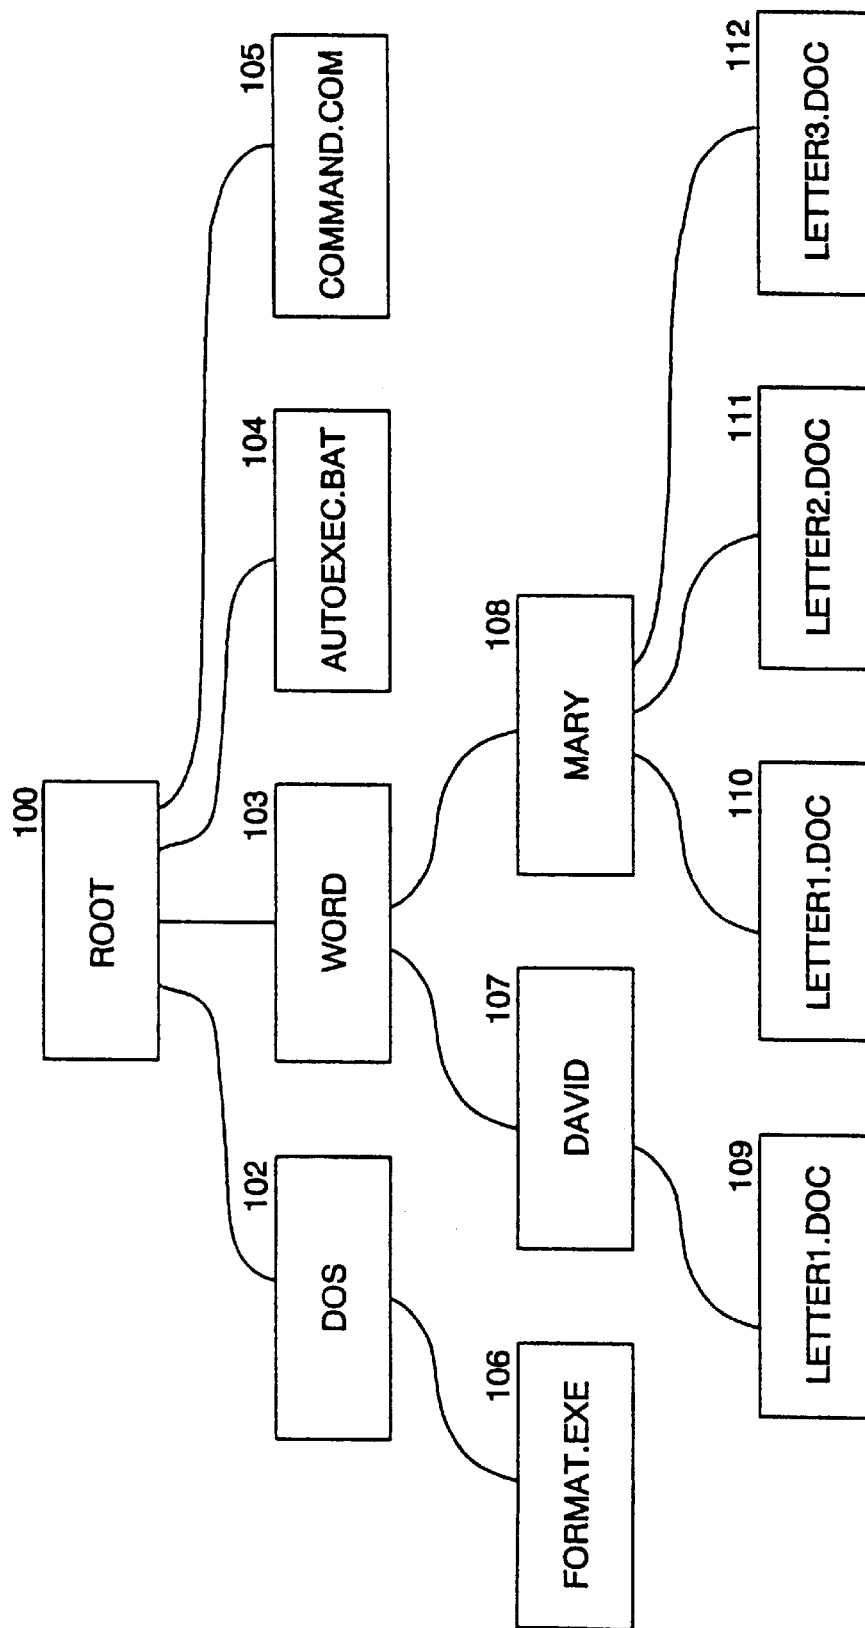 100
ROOT
102
DOS
103
WORD
104
AUTOEXEC.BAT
105
COMMAND.COM
106
FORMAT.EXE
107
DAVID
108
MARY
109
LETTER1.DOC
110
LETTER1.DOC
111
LETTER2.DOC
112
LETTER3.DOC